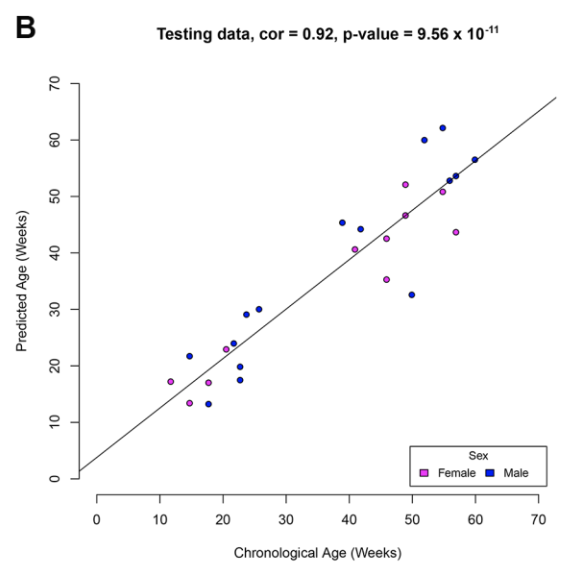 B
Testing data, cor = 0.92, p-value = 9.56 x 10⁻¹¹
Predicted Age (Weeks)
70
60
50
40
30
20
10
0
Sex
Female Male
0 10 20 30 40 50 60 70
Chronological Age (Weeks)